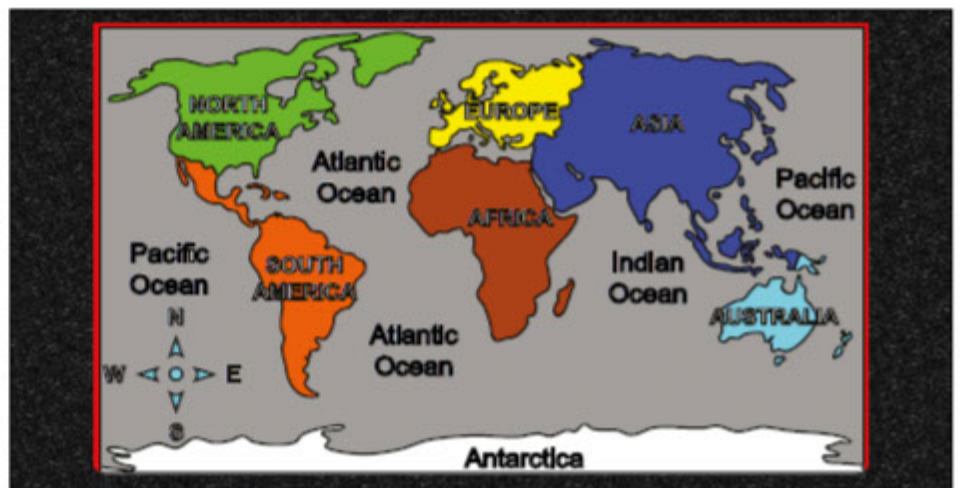 NORTH
AMERICA
EUROPE
ASIA
Atlantic
Ocean
Pacific
Ocean
AFRICA
Pacific
Ocean
SOUTH
AMERICA
Indian
Ocean
AUSTRALIA
Atlantic
Ocean
N
W
E
S
Antarctica